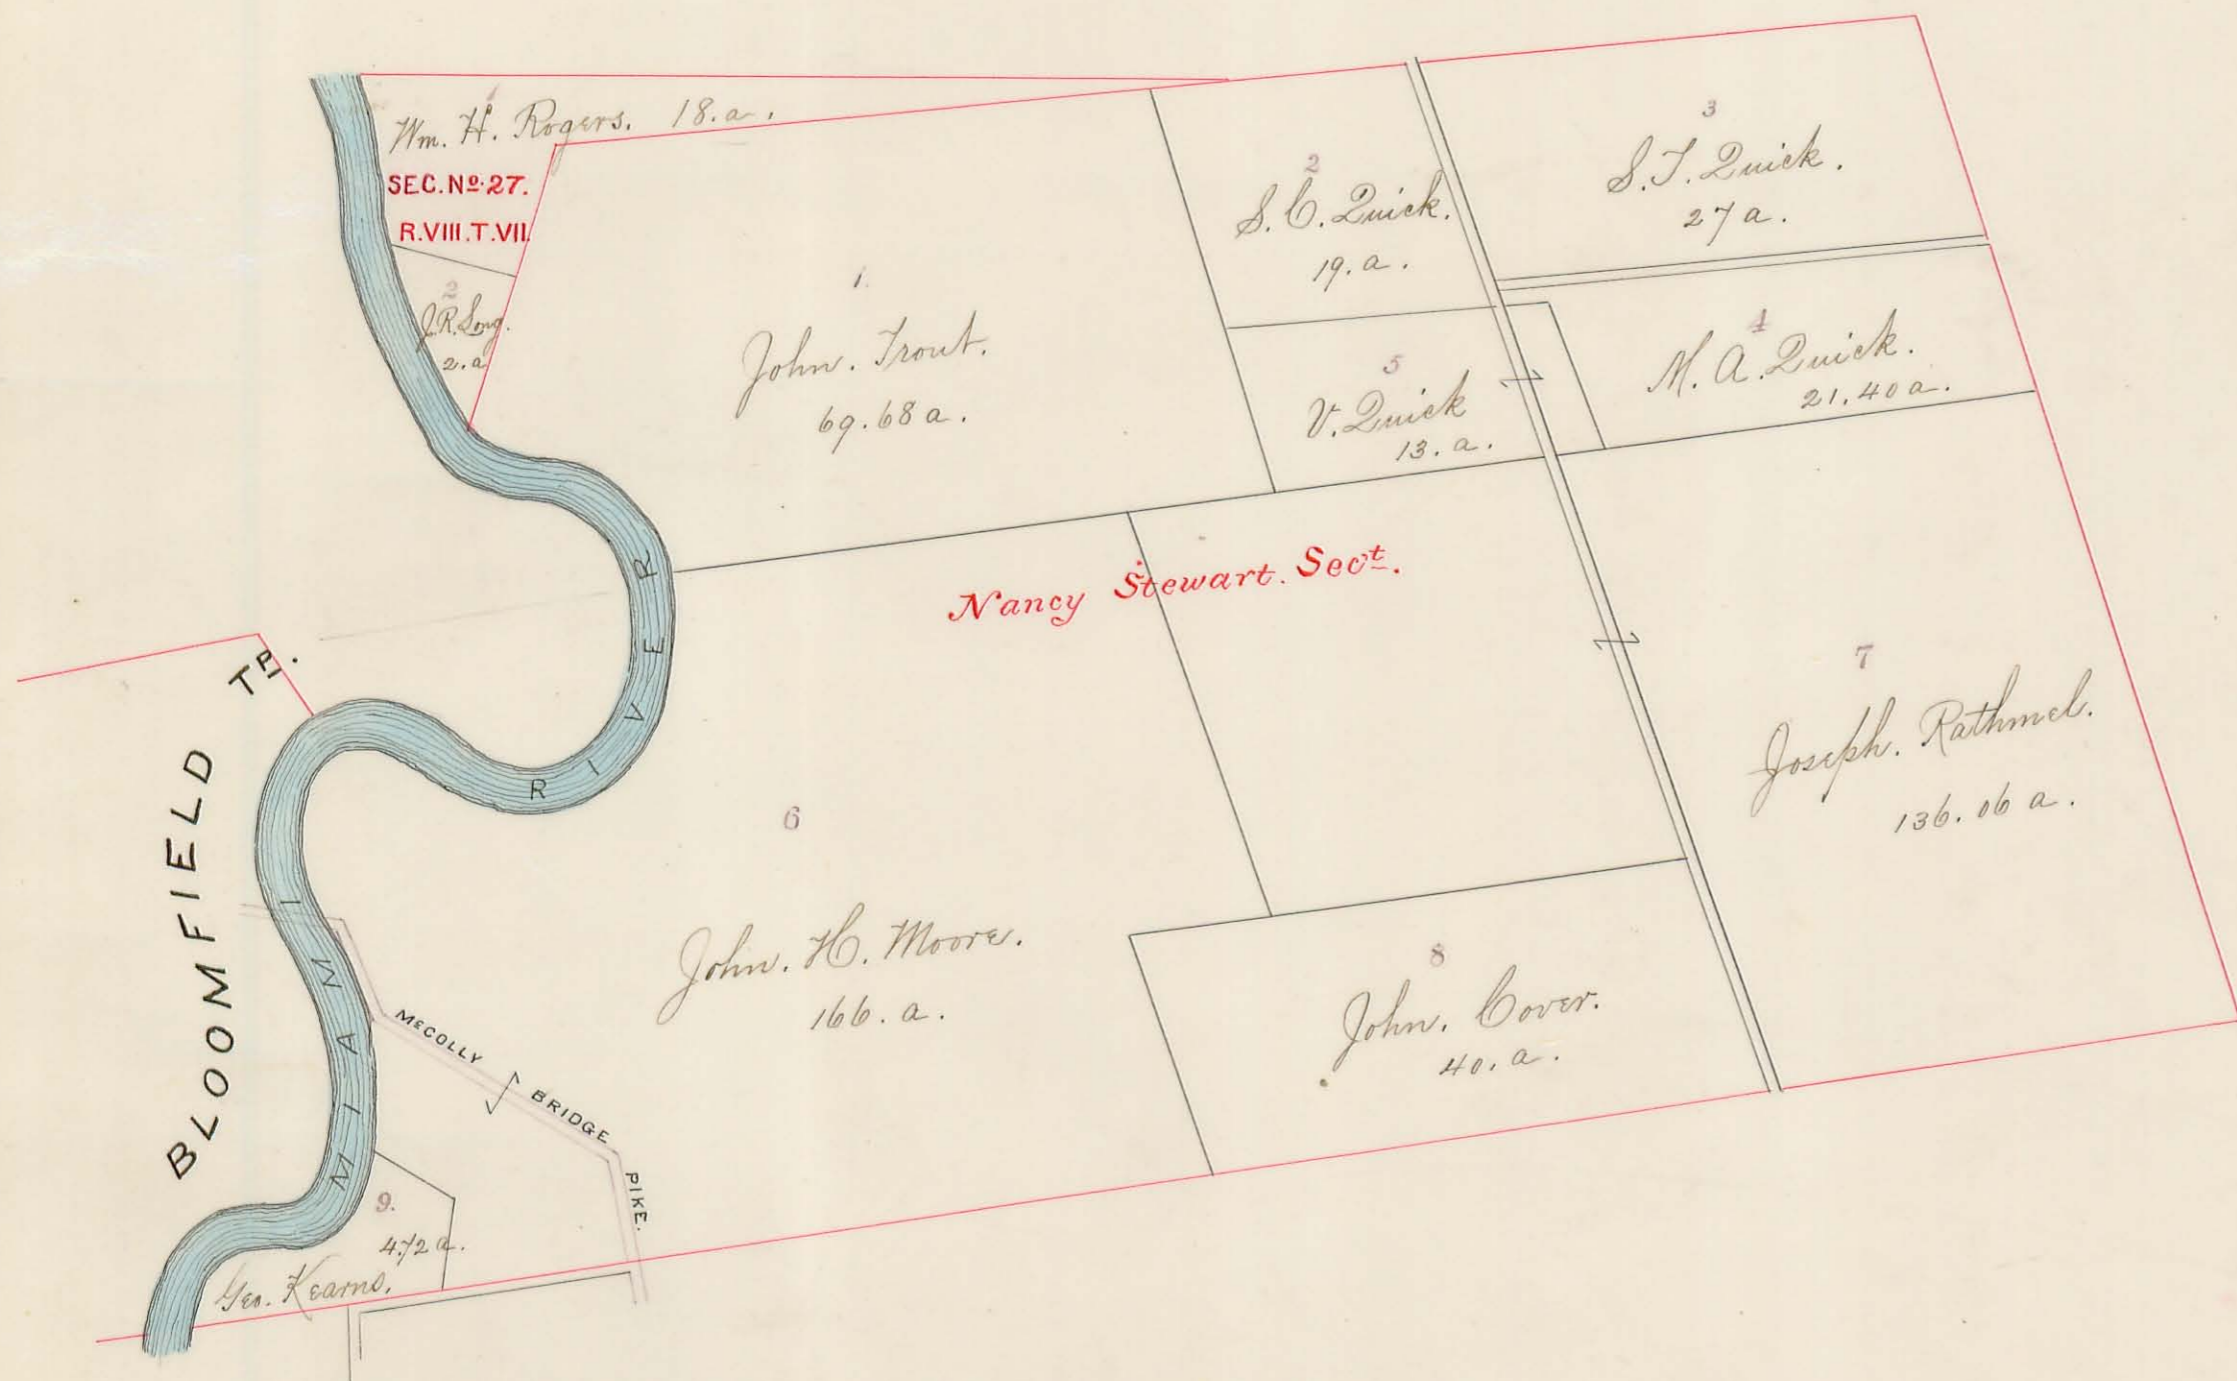 1
Wm. H. Rogers. 18.a.
SEC. No. 27.
R.VIII.T.VII.
2
J.R. Long.
2.a
1.
John. Trout.
69.68 a.
2
S. C. Quick.
19. a.
3
S. T. Quick.
27 a.
4
M. A. Quick.
21.40 a.
5
V. Quick
13. a.
Nancy Stewart. Sect.
6
John. H. Moore.
166. a.
7
Joseph. Rathmel.
136.06 a.
8
John. Cover.
40. a.
9.
4.72 a.
Geo. Kearns.
BLOOMFIELD TP.
MIAMI RIVER
McCOLLY BRIDGE PIKE.